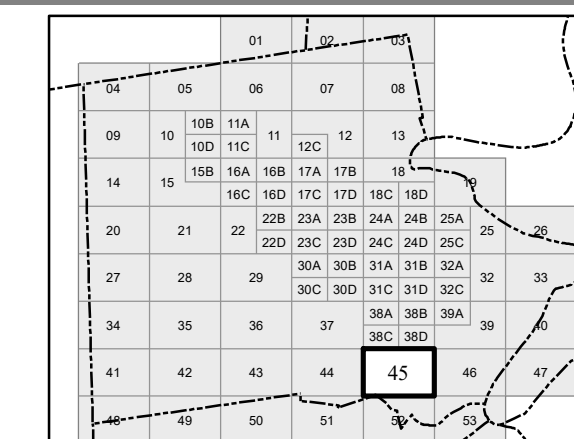 01 02 03
04 05 06 07 08
10B 11A
09 10 11 12 13
10D 11C 12C
15B 16A 16B 17A 17B 18
14 15 19
16C 16D 17C 17D 18C 18D
22B 23A 23B 24A 24B 25A
20 21 22 25 26
22D 23C 23D 24C 24D 25C
30A 30B 31A 31B 32A
27 28 29 32 33
30C 30D 31C 31D 32C
38A 38B 39A
34 35 36 37 39 40
38C 38D
41 42 43 44 45 46 47
48 49 50 51 52 53